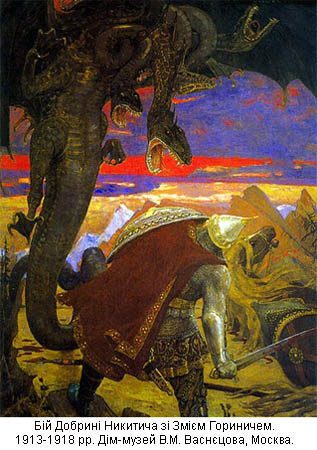 Бій Добрині Никитича зі Змієм Гориничем.
1913-1918 рр. Дім-музей В.М. Васнєцова, Москва.